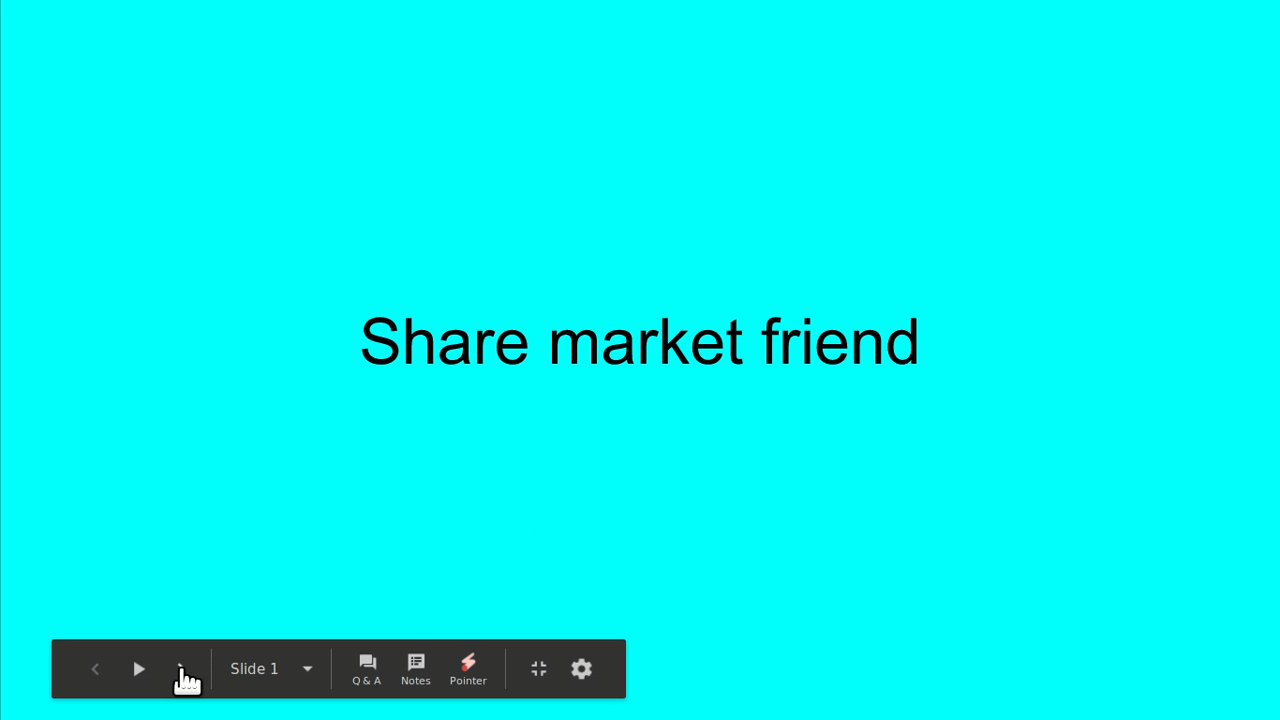 Share market friend
Slide 1
Q & A
Notes
Pointer